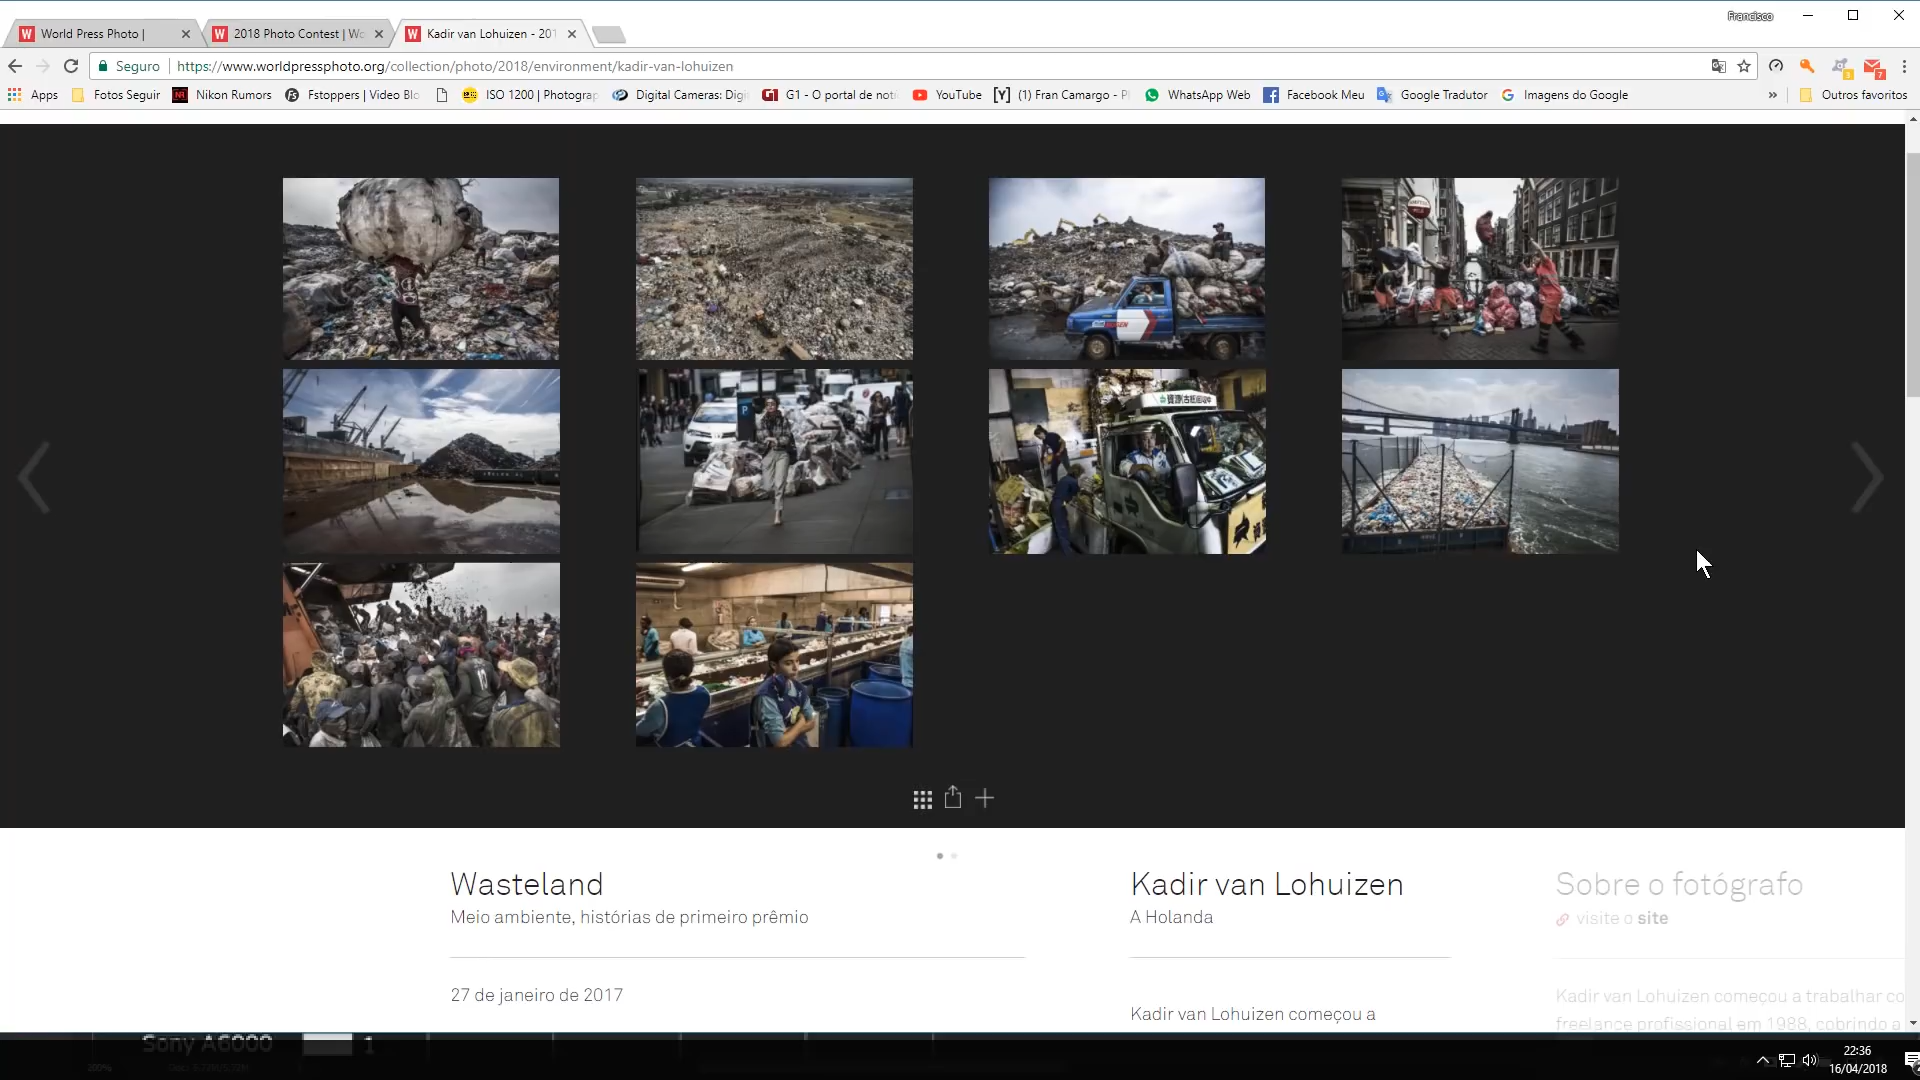 Francisco
World Press Photo |
2018 Photo Contest | Wo
Kadir van Lohuizen - 201
Seguro
https://www.worldpressphoto.org/collection/photo/2018/environment/kadir-van-lohuizen
Apps
Fotos Seguir
Nikon Rumors
Fstoppers | Video Blo
ISO 1200 | Photograp
Digital Cameras: Digi
G1 - O portal de notí
YouTube
(1) Fran Camargo - P
WhatsApp Web
Facebook Meu
Google Tradutor
Imagens do Google
»
Outros favoritos
Wasteland
Meio ambiente, histórias de primeiro prêmio
27 de janeiro de 2017
Kadir van Lohuizen
A Holanda
Kadir van Lohuizen começou a
Sobre o fotógrafo
visite o site
Kadir van Lohuizen começou a trabalhar co
freelance profissional em 1988, cobrindo a
Sony A6000
1
22:36
16/04/2018